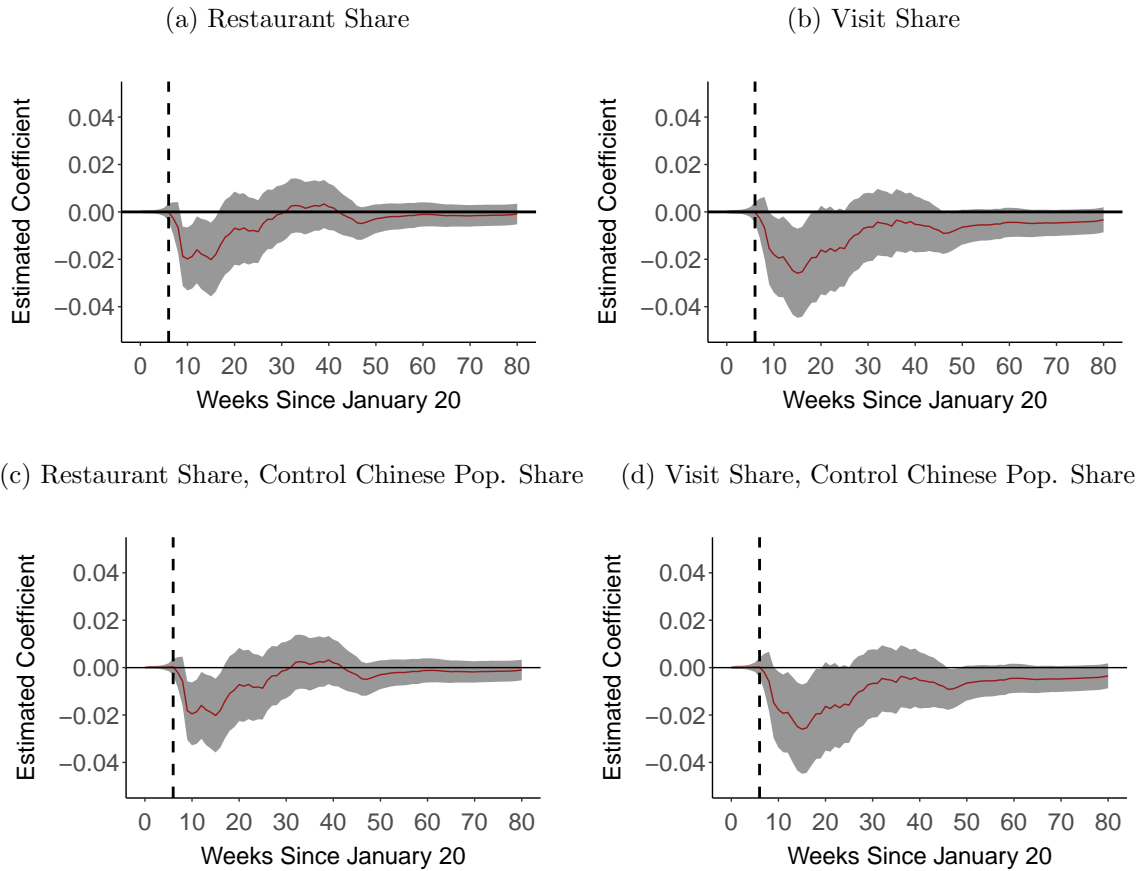 (a) Restaurant Share
(b) Visit Share
Estimated Coefficient
0.04
0.02
0.00
−0.02
−0.04
0 10 20 30 40 50 60 70 80
Weeks Since January 20
Estimated Coefficient
0.04
0.02
0.00
−0.02
−0.04
0 10 20 30 40 50 60 70 80
Weeks Since January 20
(c) Restaurant Share, Control Chinese Pop. Share
(d) Visit Share, Control Chinese Pop. Share
Estimated Coefficient
0.04
0.02
0.00
−0.02
−0.04
0 10 20 30 40 50 60 70 80
Weeks Since January 20
Estimated Coefficient
0.04
0.02
0.00
−0.02
−0.04
0 10 20 30 40 50 60 70 80
Weeks Since January 20